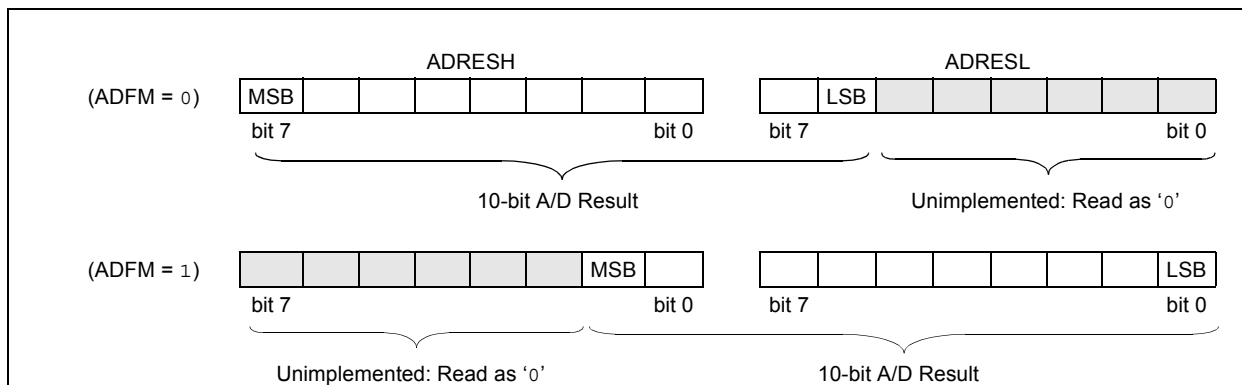 ADRESH ADRESL
(ADFM = 0) MSB LSB
bit 7 bit 0 bit 7 bit 0
10-bit A/D Result Unimplemented: Read as ‘0’
(ADFM = 1) MSB LSB
bit 7 bit 0 bit 7 bit 0
Unimplemented: Read as ‘0’ 10-bit A/D Result